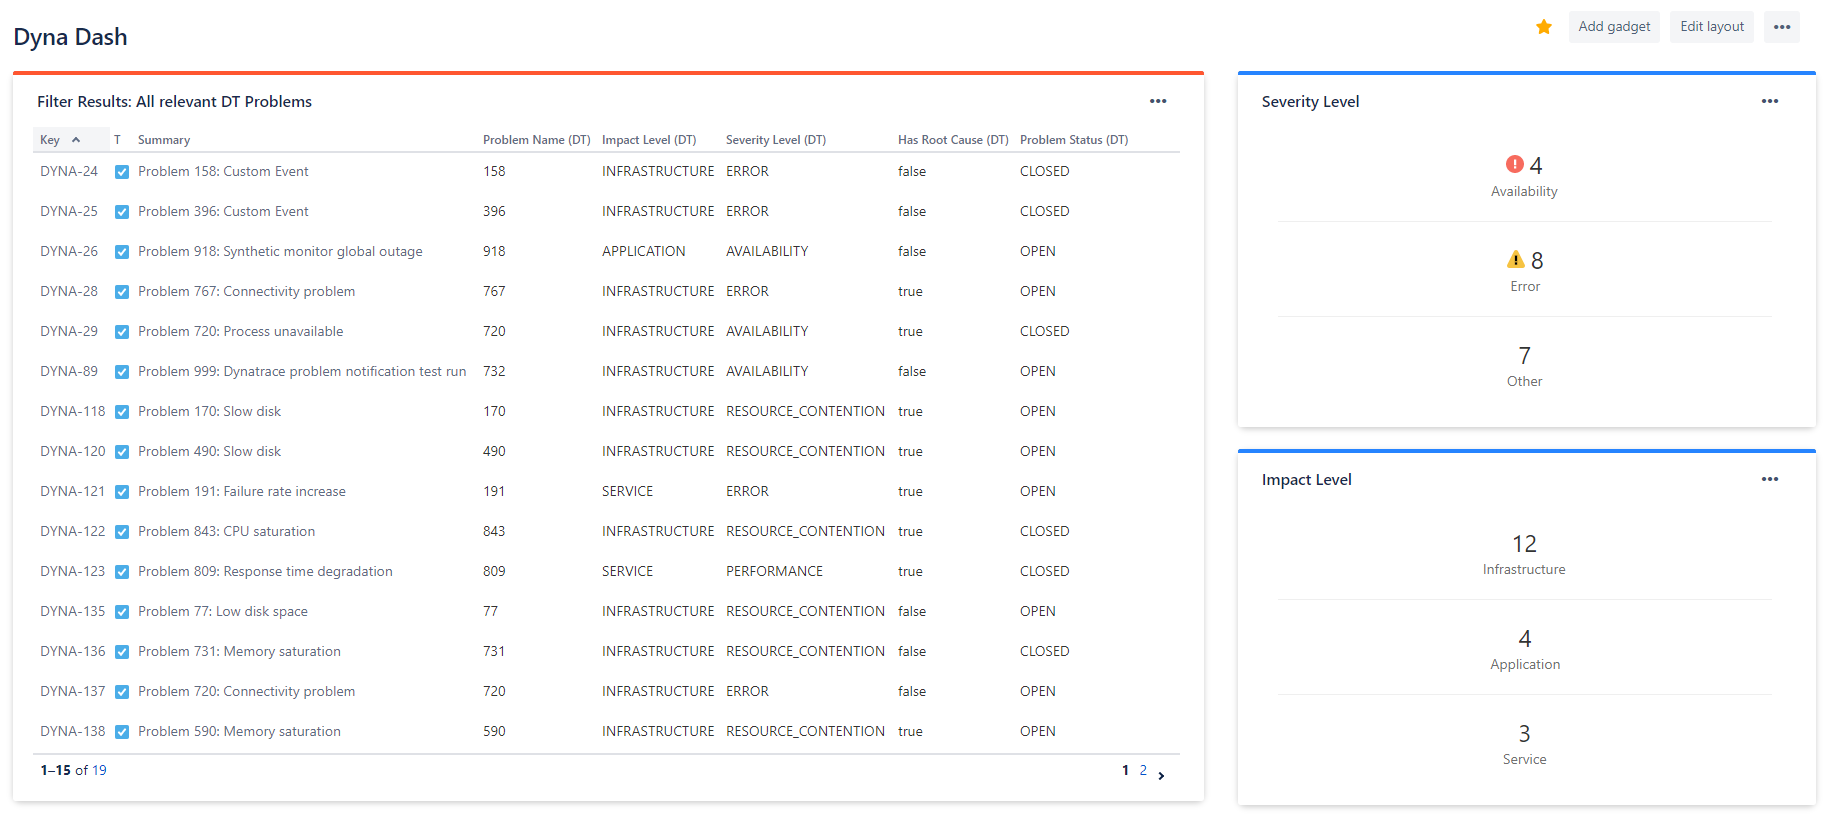 Dyna Dash
Add gadget
Edit layout
Filter Results: All relevant DT Problems
Key T Summary Problem Name (DT) Impact Level (DT) Severity Level (DT) Has Root Cause (DT) Problem Status (DT)
DYNA-24 Problem 158: Custom Event 158 INFRASTRUCTURE ERROR false CLOSED
DYNA-25 Problem 396: Custom Event 396 INFRASTRUCTURE ERROR false CLOSED
DYNA-26 Problem 918: Synthetic monitor global outage 918 APPLICATION AVAILABILITY false OPEN
DYNA-28 Problem 767: Connectivity problem 767 INFRASTRUCTURE ERROR true OPEN
DYNA-29 Problem 720: Process unavailable 720 INFRASTRUCTURE AVAILABILITY true CLOSED
DYNA-89 Problem 999: Dynatrace problem notification test run 732 INFRASTRUCTURE AVAILABILITY false OPEN
DYNA-118 Problem 170: Slow disk 170 INFRASTRUCTURE RESOURCE_CONTENTION true OPEN
DYNA-120 Problem 490: Slow disk 490 INFRASTRUCTURE RESOURCE_CONTENTION true OPEN
DYNA-121 Problem 191: Failure rate increase 191 SERVICE ERROR true OPEN
DYNA-122 Problem 843: CPU saturation 843 INFRASTRUCTURE RESOURCE_CONTENTION true CLOSED
DYNA-123 Problem 809: Response time degradation 809 SERVICE PERFORMANCE true CLOSED
DYNA-135 Problem 77: Low disk space 77 INFRASTRUCTURE RESOURCE_CONTENTION false OPEN
DYNA-136 Problem 731: Memory saturation 731 INFRASTRUCTURE RESOURCE_CONTENTION false CLOSED
DYNA-137 Problem 720: Connectivity problem 720 INFRASTRUCTURE ERROR false OPEN
DYNA-138 Problem 590: Memory saturation 590 INFRASTRUCTURE RESOURCE_CONTENTION true OPEN
1–15 of 19
1 2
Severity Level
4
Availability
8
Error
7
Other
Impact Level
12
Infrastructure
4
Application
3
Service